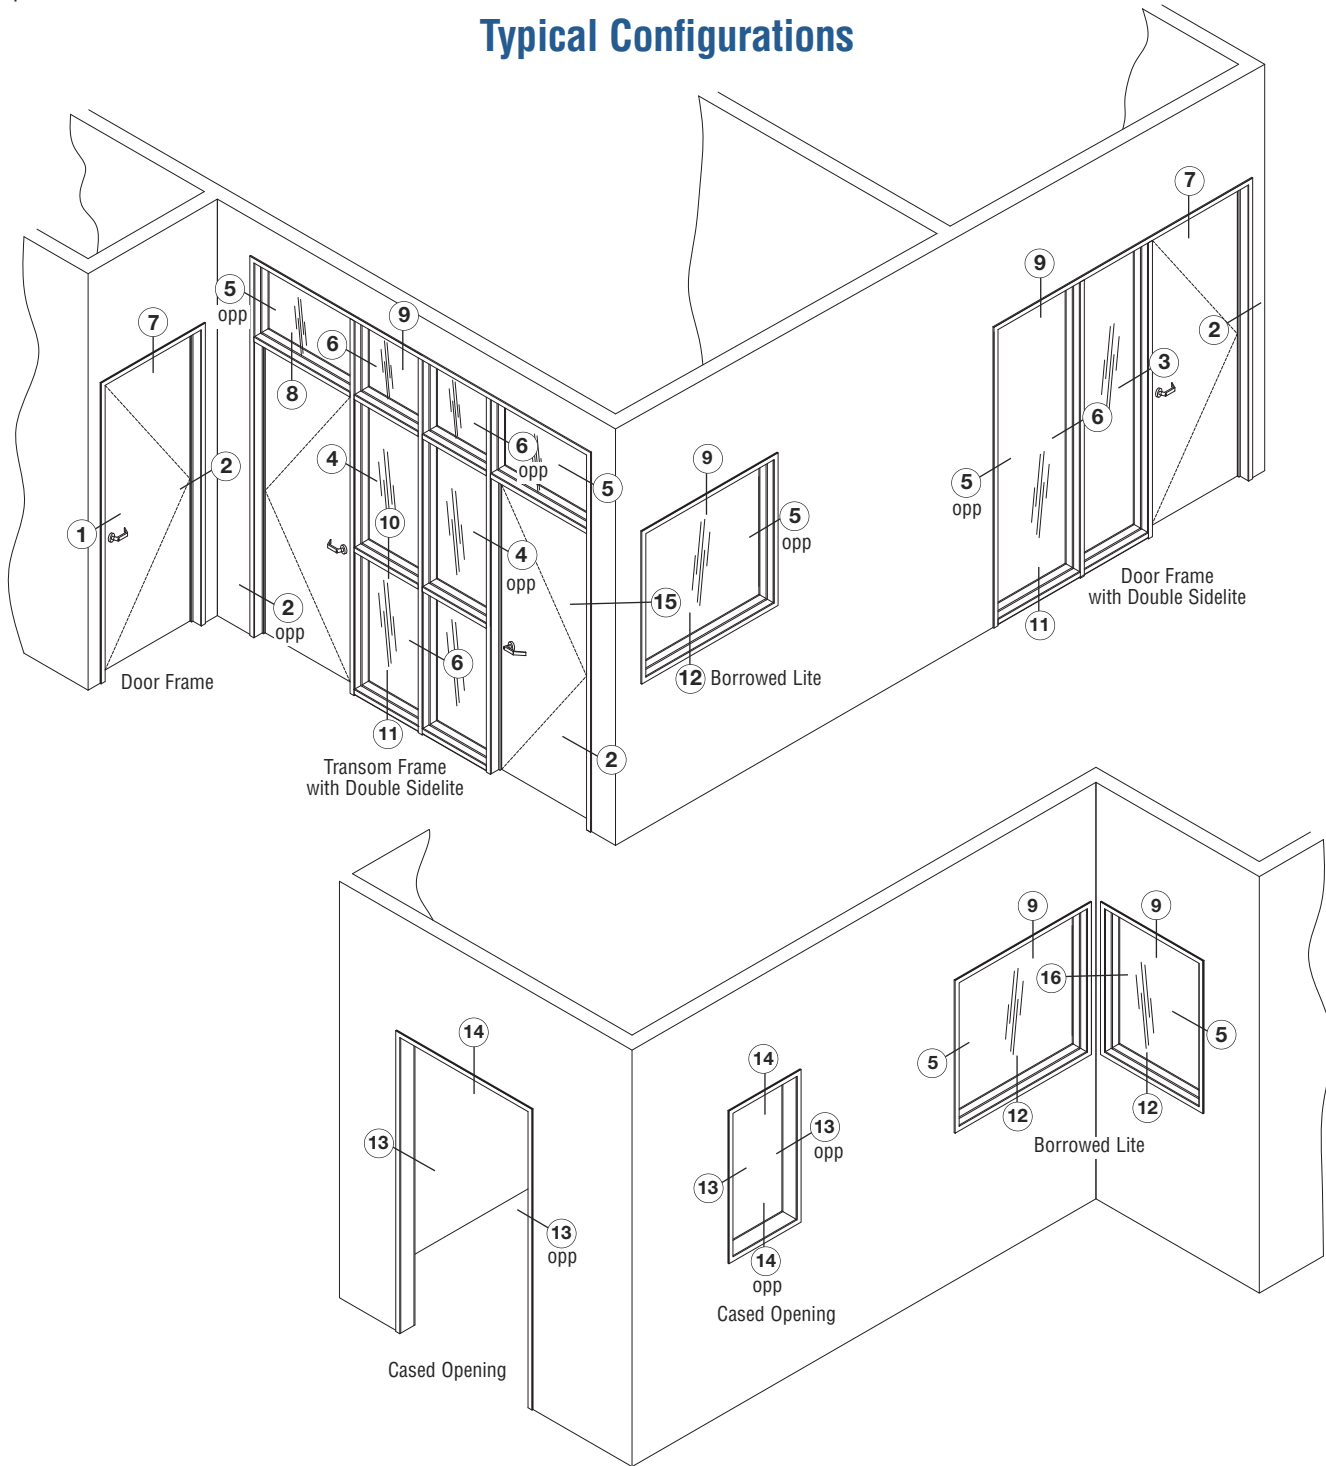 Typical Configurations
7
9
5
opp
9
7
6
2
8
3
6
6
opp
9
5
4
2
5
opp
5
opp
1
10
4
opp
15
2
opp
6
11
12 Borrowed Lite
Door Frame
with Double Sidelite
Door Frame
11
2
Transom Frame
with Double Sidelite
9
9
16
14
14
5
5
12
12
13
13
opp
Borrowed Lite
13
13
opp
14
opp
Cased Opening
Cased Opening